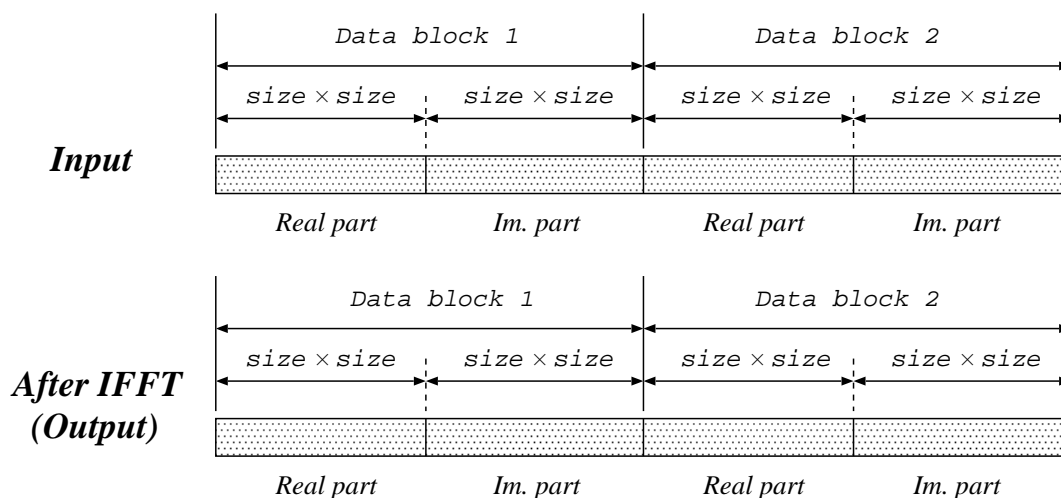 Data block 1 Data block 2
size × size size × size size × size size × size
Input
Real part Im. part Real part Im. part
Data block 1 Data block 2
size × size size × size size × size size × size
After IFFT
(Output)
Real part Im. part Real part Im. part